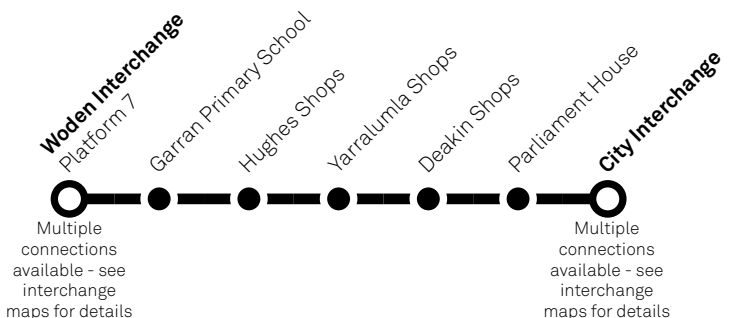 Woden Interchange
Platform 7
Garran Primary School
Hughes Shops
Yarralumla Shops
Deakin Shops
Parliament House
City Interchange
Multiple
connections
available - see
interchange
maps for details
Multiple
connections
available - see
interchange
maps for details